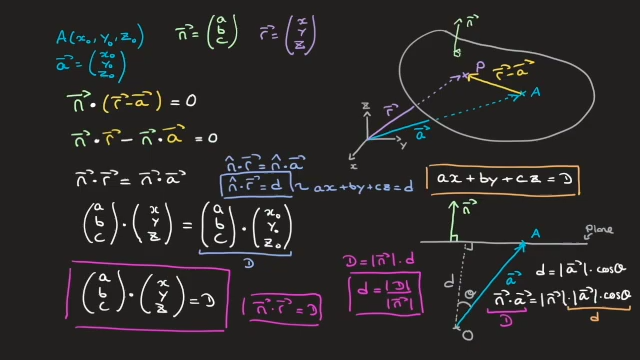 A(x₀, y₀, z₀)
n⃗ = (a b c)
r⃗ = (x y z)
a⃗ = (x₀ y₀ z₀)
n⃗ · (r⃗ - a⃗) = 0
n⃗ · r⃗ - n⃗ · a⃗ = 0
n̂ · r⃗ = n̂ · a⃗
n⃗ · r⃗ = n⃗ · a⃗
n̂ · r⃗ = d ~ ax + by + cz = d
(a b c) · (x y z) = (a b c) · (x₀ y₀ z₀)
D
(a b c) · (x y z) = D
n⃗ · r⃗ = D
D = |n⃗| · d
d = |D| / |n⃗|
n⃗
P
r⃗ - a⃗
A
r⃗
a⃗
z
y
x
ax + by + cz = D
n⃗
A
Plane
d
θ
a⃗
O
d = |a⃗| · cosθ
n⃗ · a⃗ = |n⃗| · |a⃗| · cosθ
D
d